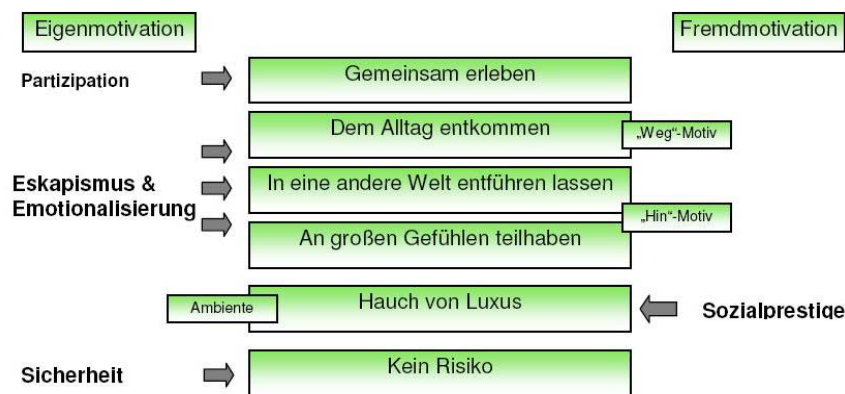 Eigenmotivation
Fremdmotivation
Partizipation
Gemeinsam erleben
Dem Alltag entkommen
„Weg“-Motiv
Eskapismus &
Emotionalisierung
In eine andere Welt entführen lassen
„Hin“-Motiv
An großen Gefühlen teilhaben
Ambiente
Hauch von Luxus
Sozialprestige
Sicherheit
Kein Risiko